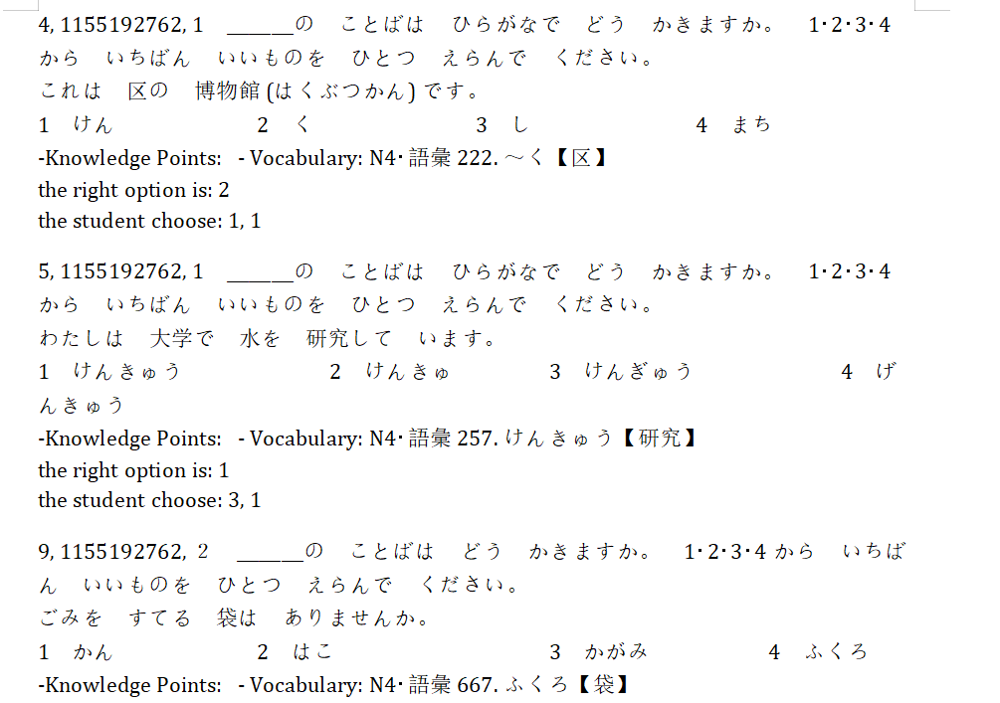 4, 1155192762, 1　______の　ことばは　ひらがなで　どう　かきますか。　1・2・3・4
から　いちばん　いいものを　ひとつ　えらんで　ください。
これは　区の　博物館 (はくぶつかん) です。
1　けん　2　く　3　し　4　まち
-Knowledge Points:　- Vocabulary: N4・語彙 222. ～く【区】
the right option is: 2
the student choose: 1, 1
5, 1155192762, 1　______の　ことばは　ひらがなで　どう　かきますか。　1・2・3・4
から　いちばん　いいものを　ひとつ　えらんで　ください。
わたしは　大学で　水を　研究して　います。
1　けんきゅう　2　けんきゅ　3　けんぎゅう　4　げ
んきゅう
-Knowledge Points:　- Vocabulary: N4・語彙 257. けんきゅう【研究】
the right option is: 1
the student choose: 3, 1
9, 1155192762, ２　______の　ことばは　どう　かきますか。　1・2・3・4 から　いちば
ん　いいものを　ひとつ　えらんで　ください。
ごみを　すてる　袋は　ありませんか。
1　かん　2　はこ　3　かがみ　4　ふくろ
-Knowledge Points:　- Vocabulary: N4・語彙 667. ふくろ【袋】